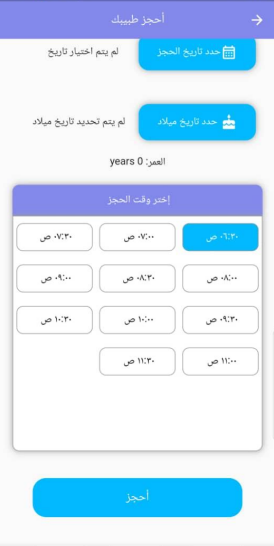 أحجز طبيبك
حدد تاريخ الحجز
لم يتم اختيار تاريخ
حدد تاريخ ميلاد
لم يتم تحديد تاريخ ميلاد
العمر: 0 years
إختر وقت الحجز
٠٦:٣٠ ص
٠٧:٠٠ ص
٠٧:٣٠ ص
٠٨:٠٠ ص
٠٨:٣٠ ص
٠٩:٠٠ ص
٠٩:٣٠ ص
١٠:٠٠ ص
١٠:٣٠ ص
١١:٠٠ ص
١١:٣٠ ص
أحجز